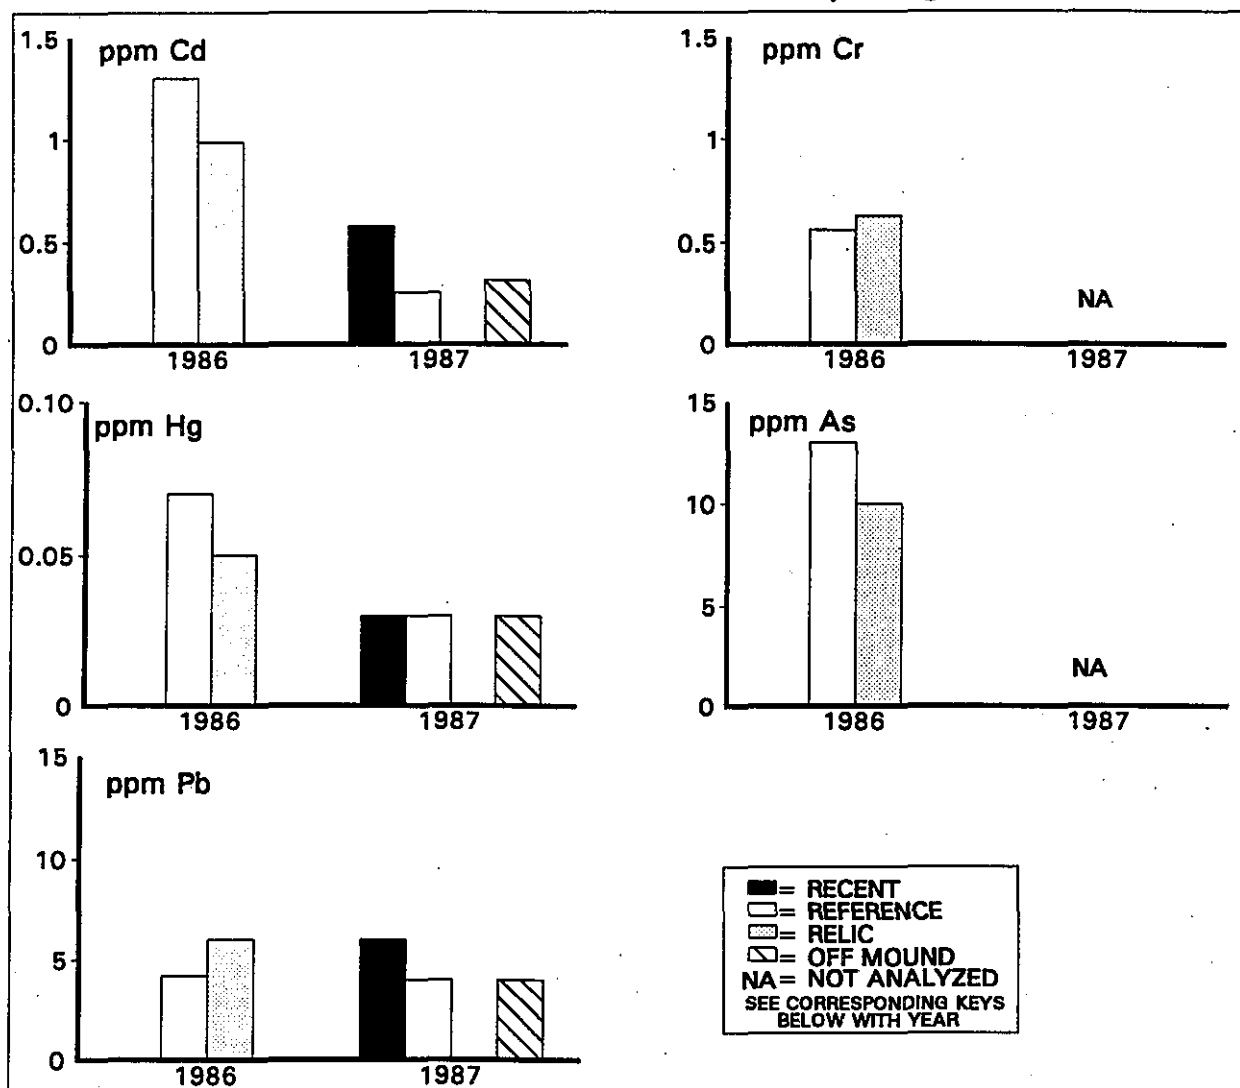 ppm Cd
1.5
1
0.5
0
1986
1987
ppm Cr
1.5
1
0.5
0
NA
1986
1987
ppm Hg
0.10
0.05
0
1986
1987
ppm As
15
10
5
0
NA
1986
1987
ppm Pb
15
10
5
0
1986
1987
= RECENT
= REFERENCE
= RELIC
= OFF MOUND
NA= NOT ANALYZED
SEE CORRESPONDING KEYS
BELOW WITH YEAR